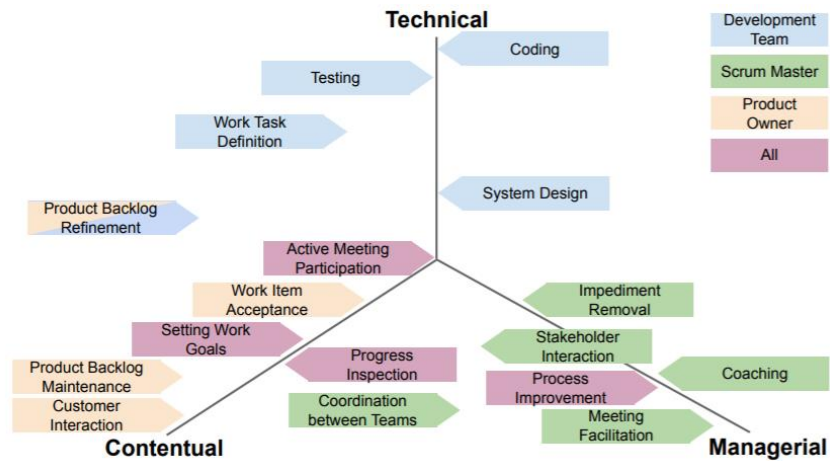 Technical
Development
Team
Scrum Master
Product
Owner
All
Coding
Testing
Work Task
Definition
System Design
Product Backlog
Refinement
Active Meeting
Participation
Work Item
Acceptance
Setting Work
Goals
Product Backlog
Maintenance
Customer
Interaction
Contentual
Progress
Inspection
Coordination
between Teams
Impediment
Removal
Stakeholder
Interaction
Process
Improvement
Coaching
Meeting
Facilitation
Managerial